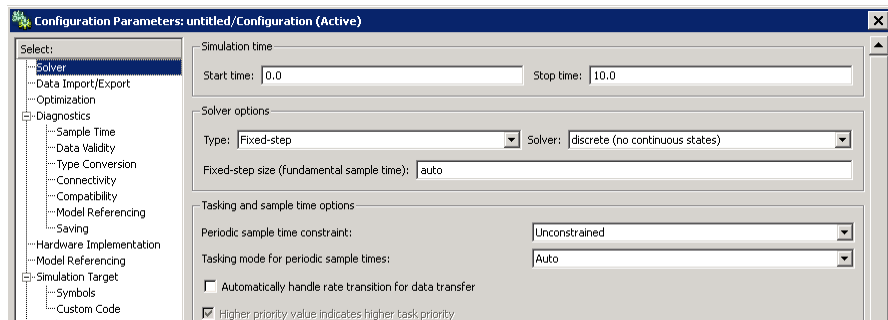 Configuration Parameters: untitled/Configuration (Active)
Select:
Solver
Data Import/Export
Optimization
Diagnostics
Sample Time
Data Validity
Type Conversion
Connectivity
Compatibility
Model Referencing
Saving
Hardware Implementation
Model Referencing
Simulation Target
Symbols
Custom Code
Simulation time
Start time: 0.0 Stop time: 10.0
Solver options
Type: Fixed-step Solver: discrete (no continuous states)
Fixed-step size (fundamental sample time): auto
Tasking and sample time options
Periodic sample time constraint: Unconstrained
Tasking mode for periodic sample times: Auto
Automatically handle rate transition for data transfer
Higher priority value indicates higher task priority